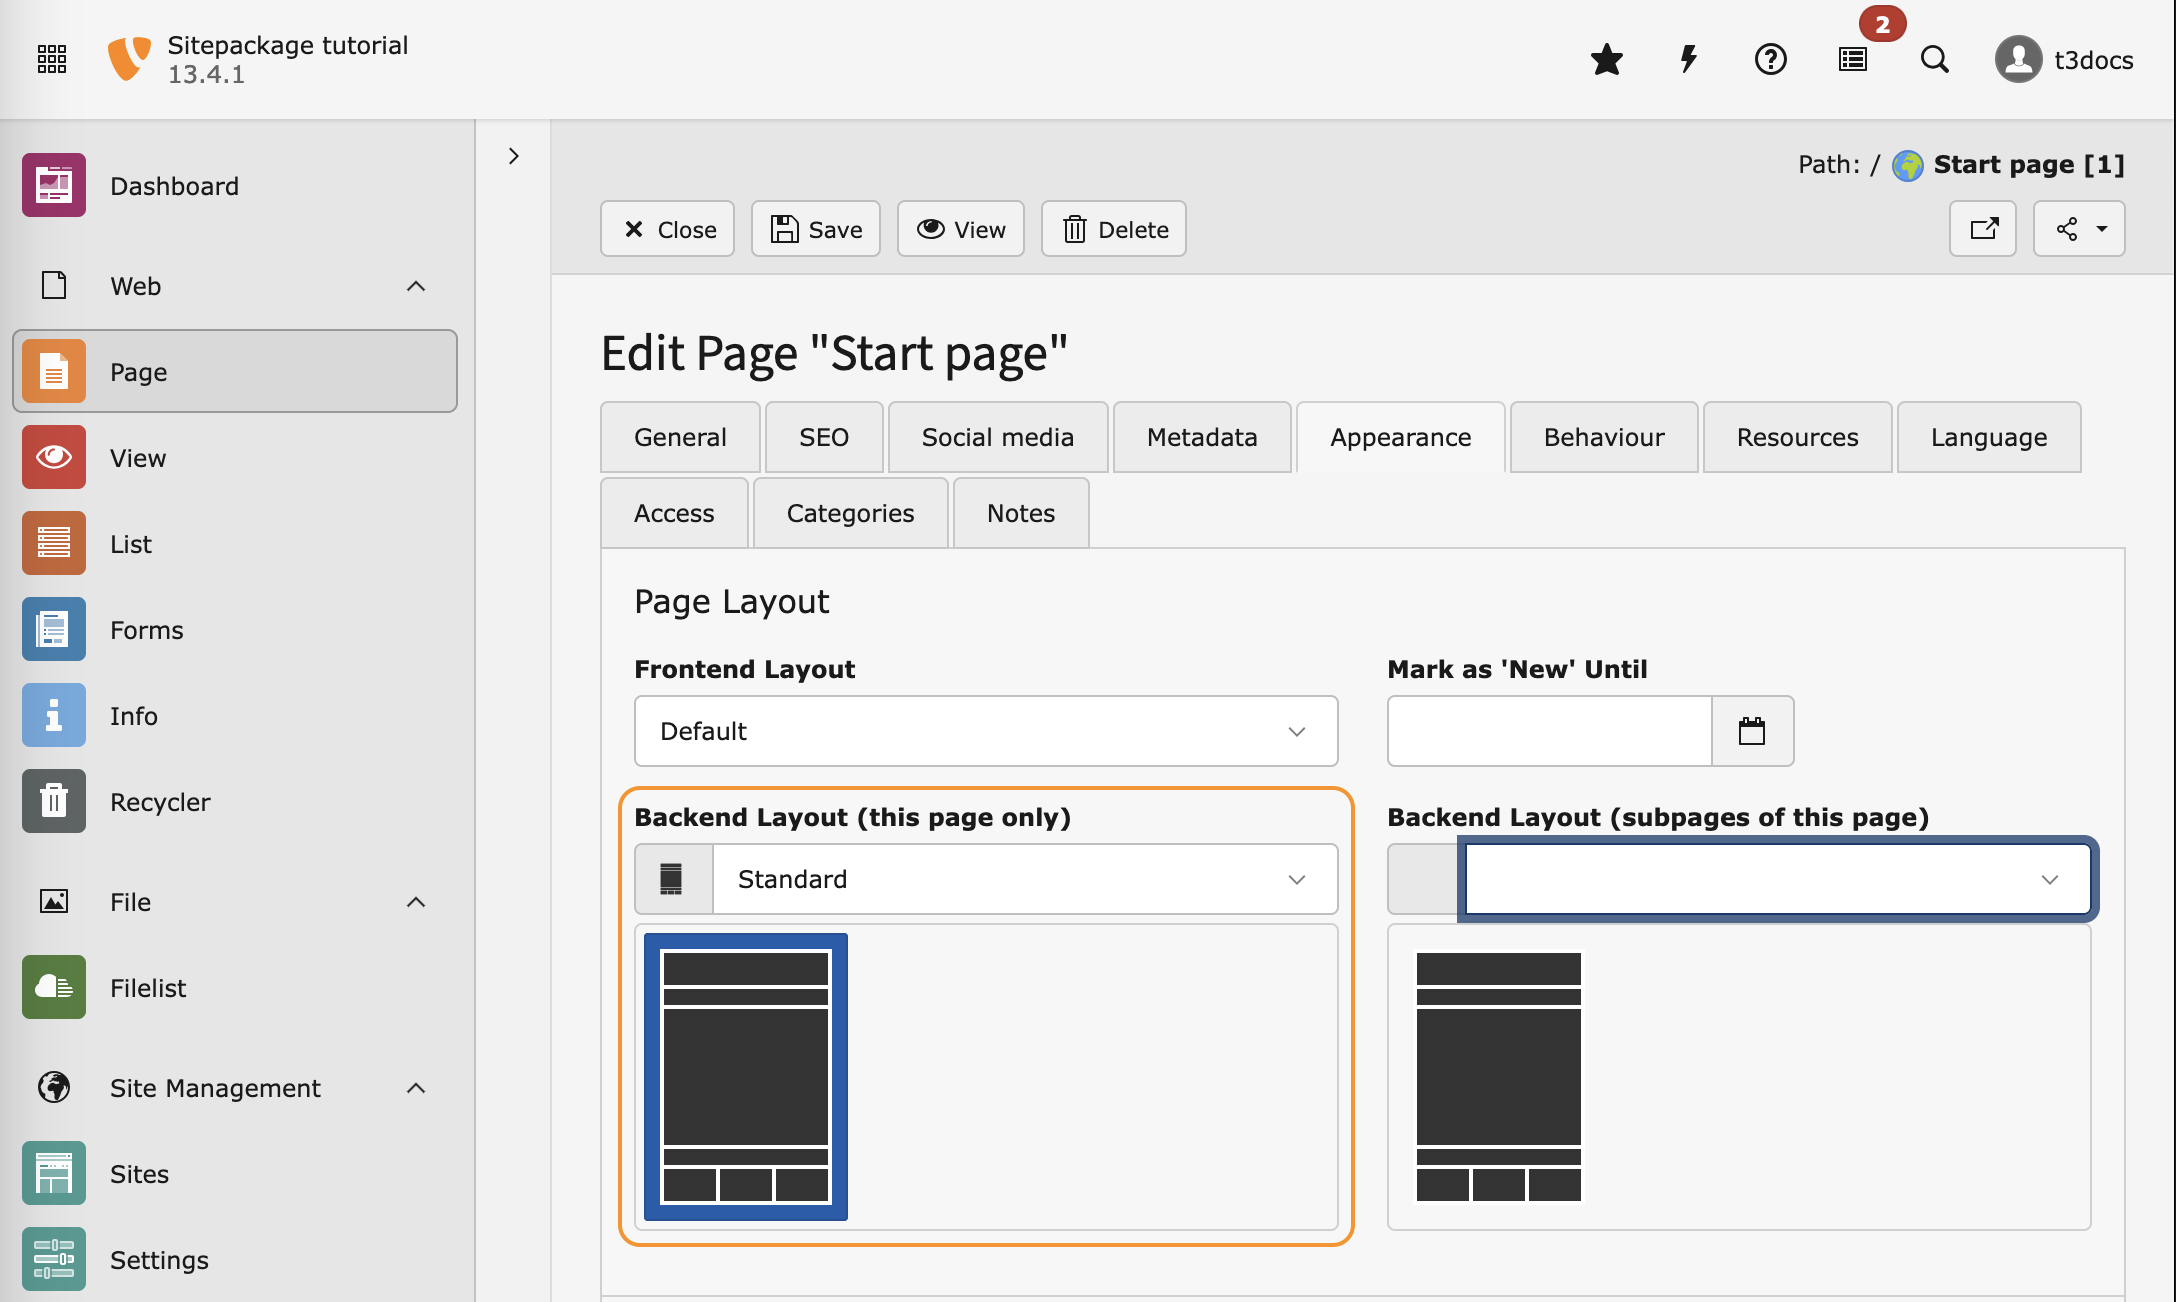 Sitepackage tutorial
13.4.1
2
t3docs
Dashboard
Web
Page
View
List
Forms
Info
Recycler
File
Filelist
Site Management
Sites
Settings
Path: / Start page [1]
Close Save View Delete
Edit Page "Start page"
General SEO Social media Metadata Appearance Behaviour Resources Language
Access Categories Notes
Page Layout
Frontend Layout
Default
Mark as 'New' Until
Backend Layout (this page only)
Standard
Backend Layout (subpages of this page)